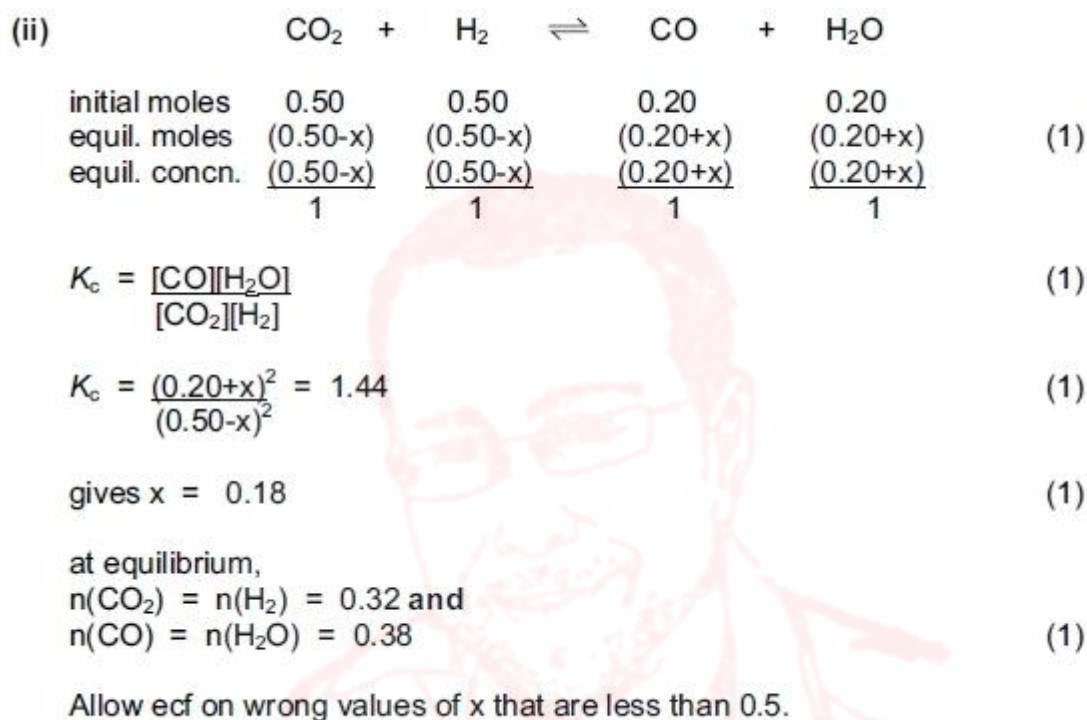 (ii) CO₂ + H₂ ⇌ CO + H₂O
initial moles 0.50 0.50 0.20 0.20
equil. moles (0.50-x) (0.50-x) (0.20+x) (0.20+x) (1)
equil. concn. (0.50-x) (0.50-x) (0.20+x) (0.20+x)
1 1 1 1
Kc = [CO][H₂O] (1)
[CO₂][H₂]
Kc = (0.20+x)² = 1.44 (1)
(0.50-x)²
gives x = 0.18 (1)
at equilibrium,
n(CO₂) = n(H₂) = 0.32 and
n(CO) = n(H₂O) = 0.38 (1)
Allow ecf on wrong values of x that are less than 0.5.